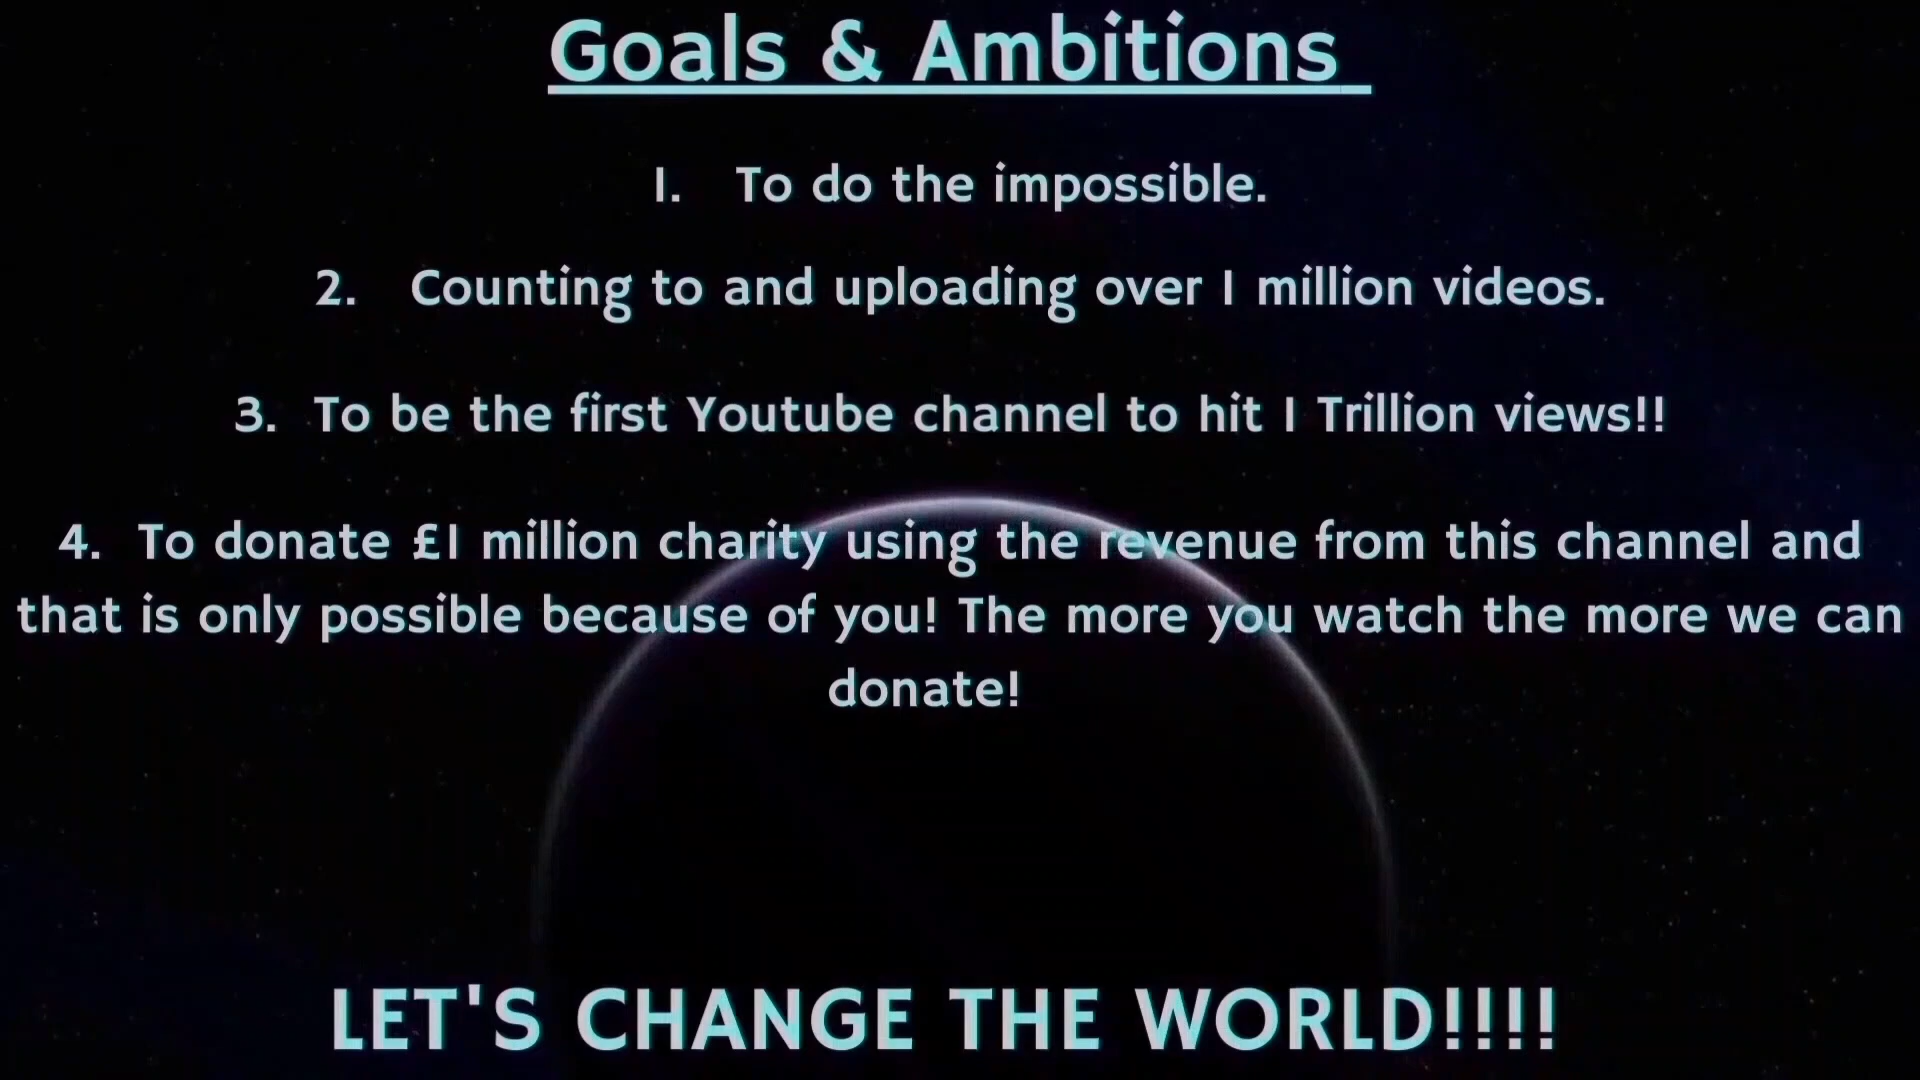 Goals & Ambitions
1. To do the impossible.
2. Counting to and uploading over 1 million videos.
3. To be the first Youtube channel to hit 1 Trillion views!!
4. To donate £1 million charity using the revenue from this channel and
that is only possible because of you! The more you watch the more we can
donate!
LET'S CHANGE THE WORLD!!!!